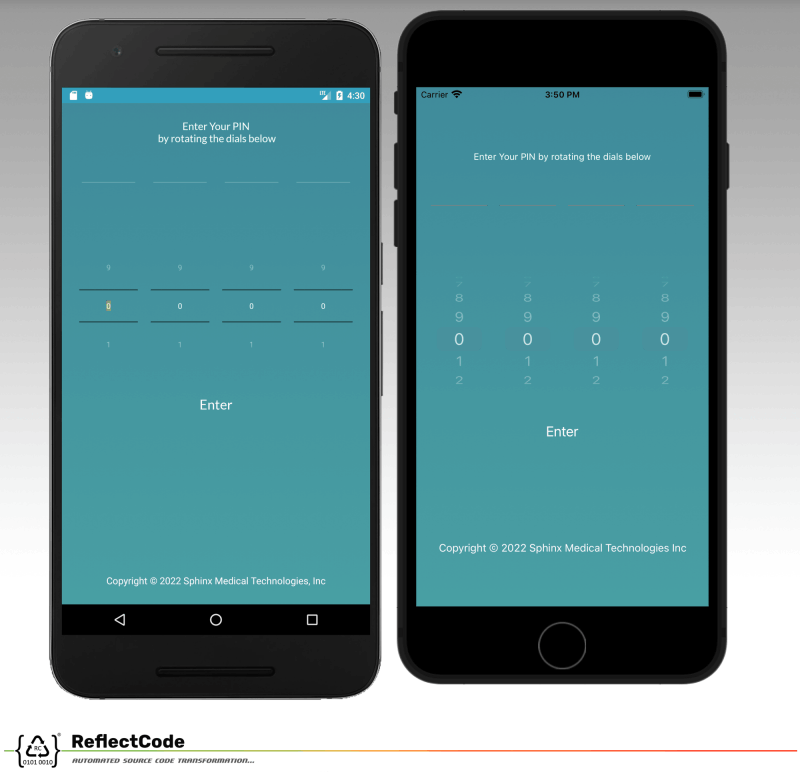 4:30
Enter Your PIN
by rotating the dials below
9 9 9 9
0 0 0 0
1 1 1 1
Enter
Copyright © 2022 Sphinx Medical Technologies, Inc
Carrier 3:50 PM
Enter Your PIN by rotating the dials below
7 7 7 7
8 8 8 8
9 9 9 9
0 0 0 0
1 1 1 1
2 2 2 2
Enter
Copyright © 2022 Sphinx Medical Technologies Inc
RC
0101 0010
®
ReflectCode
AUTOMATED SOURCE CODE TRANSFORMATION...